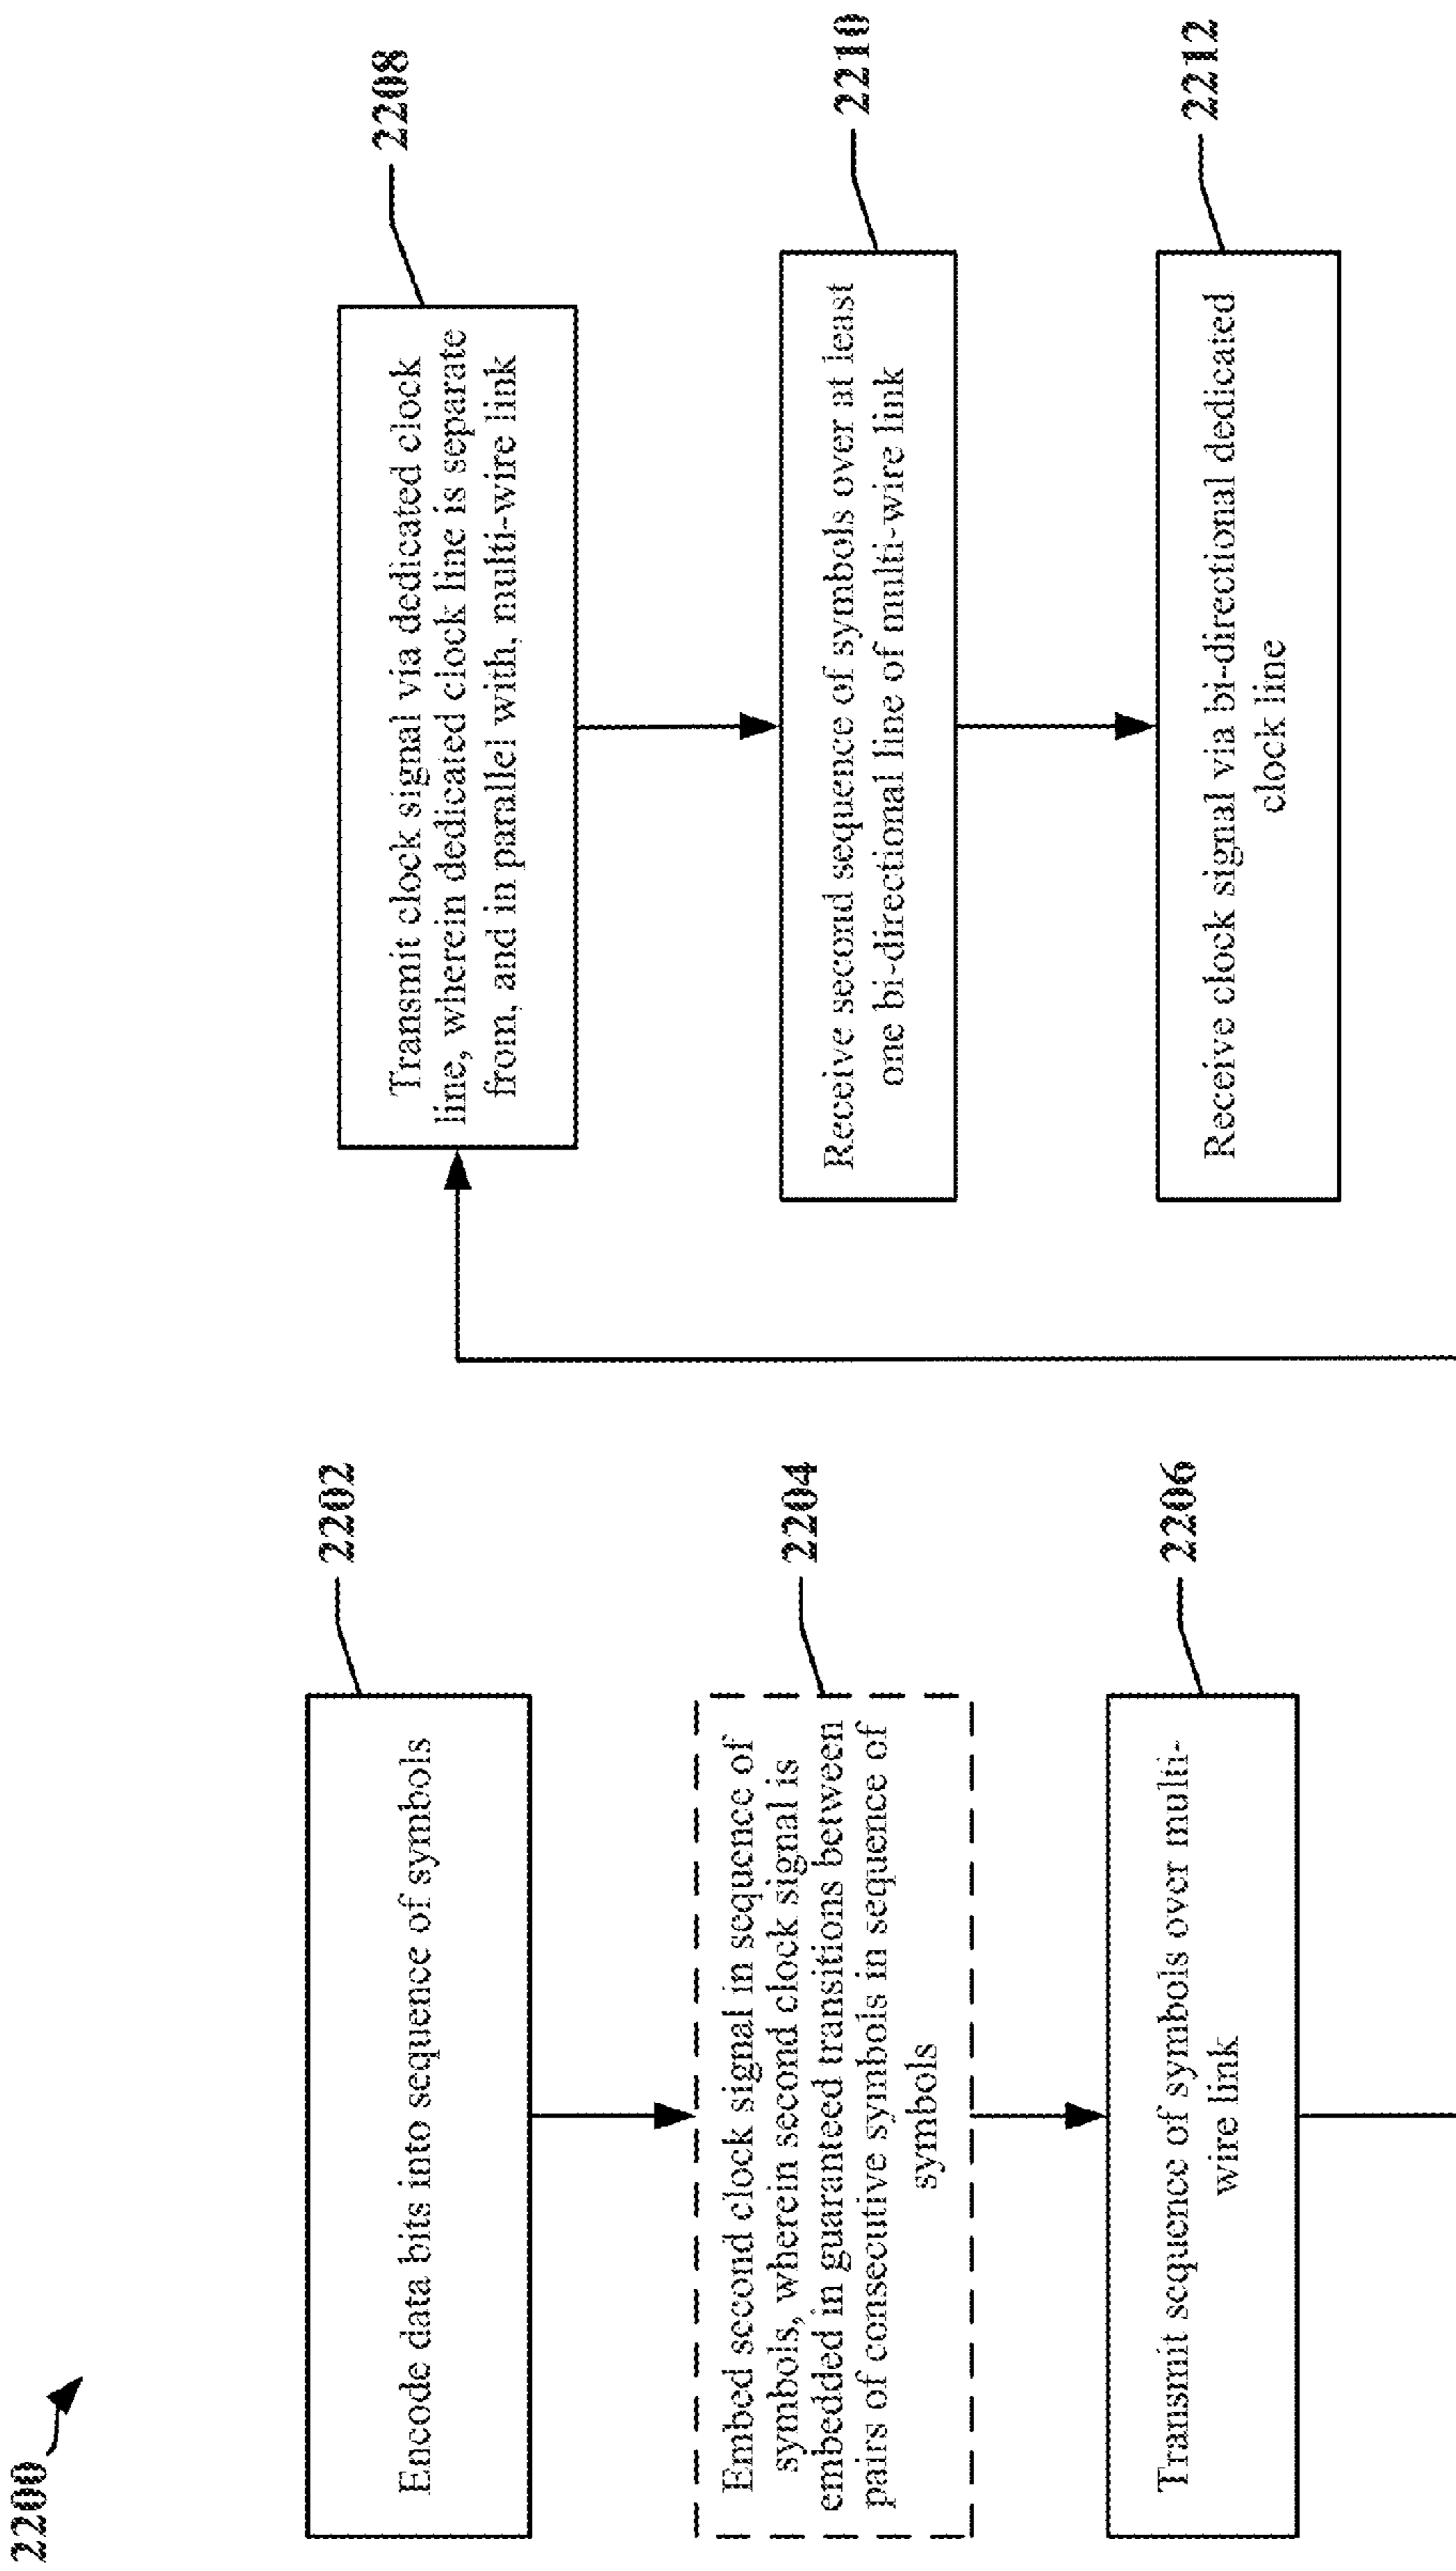 2200
2202
Encode data bits into sequence of symbols
2204
Embed second clock signal in sequence of
symbols, wherein second clock signal is
embedded in guaranteed transitions between
pairs of consecutive symbols in sequence of
symbols
2206
Transmit sequence of symbols over multi-
wire link
2208
Transmit clock signal via dedicated clock
line, wherein dedicated clock line is separate
from, and in parallel with, multi-wire link
2210
Receive second sequence of symbols over at least
one bi-directional line of multi-wire link
2212
Receive clock signal via bi-directional dedicated
clock line